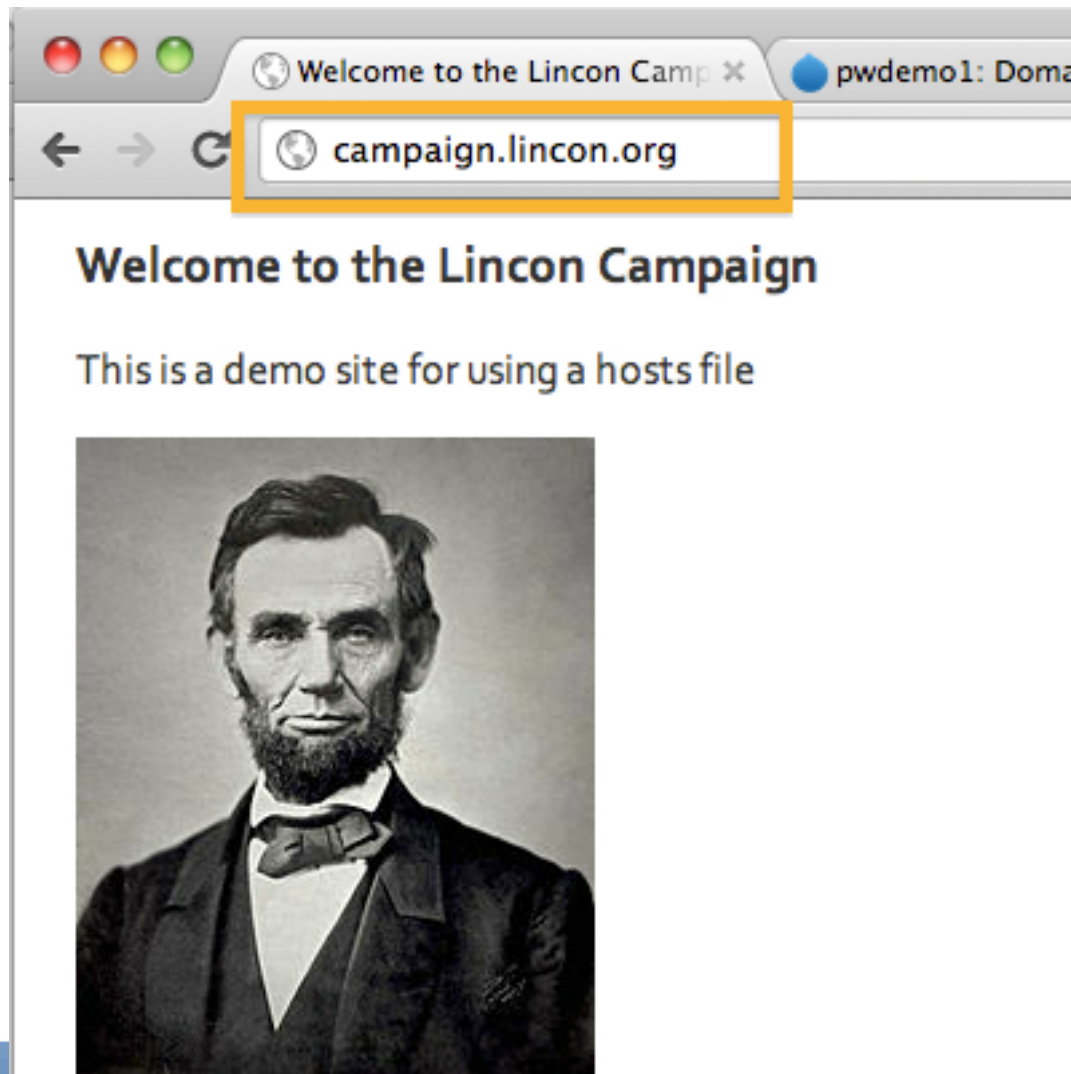 Welcome to the Lincon Camp
pwdemo1: Doma
campaign.lincon.org
Welcome to the Lincon Campaign
This is a demo site for using a hosts file